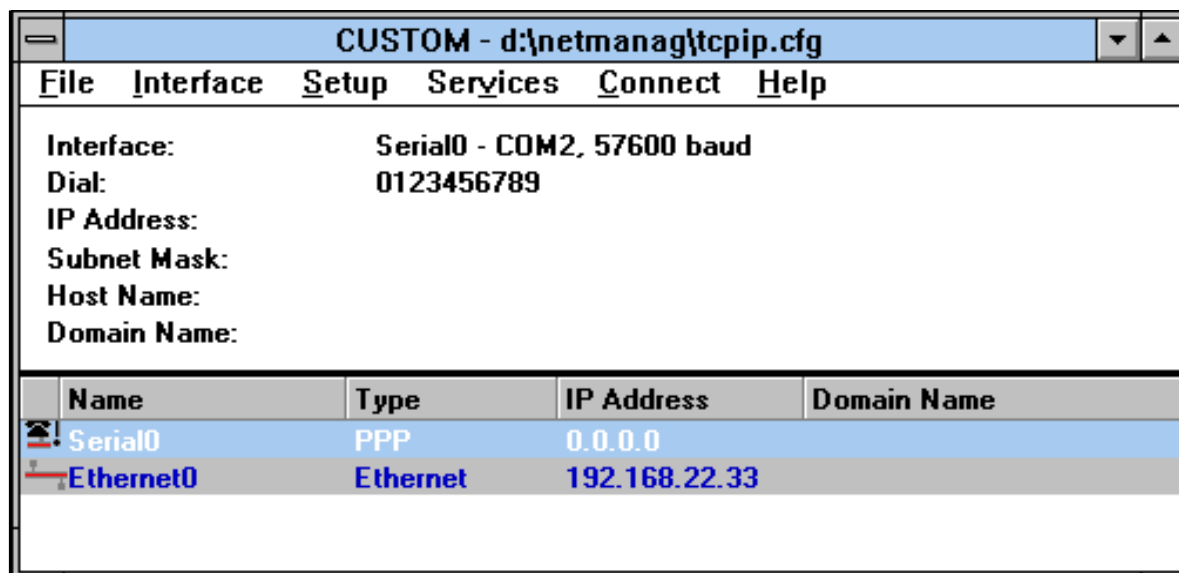 CUSTOM - d:\netmanag\tcpip.cfg
File Interface Setup Services Connect Help
Interface: Serial0 - COM2, 57600 baud
Dial: 0123456789
IP Address:
Subnet Mask:
Host Name:
Domain Name:
Name Type IP Address Domain Name
Serial0 PPP 0.0.0.0
Ethernet0 Ethernet 192.168.22.33